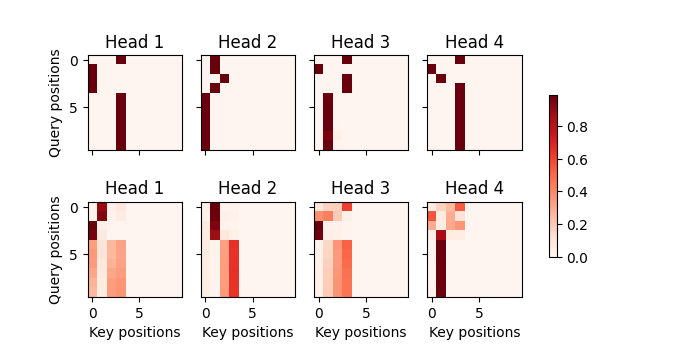 Head 1 Head 2 Head 3 Head 4
Query positions
0
5
0.8
0.6
0.4
0.2
0.0
Head 1 Head 2 Head 3 Head 4
Query positions
0
5
0 5 0 5 0 5 0 5
Key positions Key positions Key positions Key positions